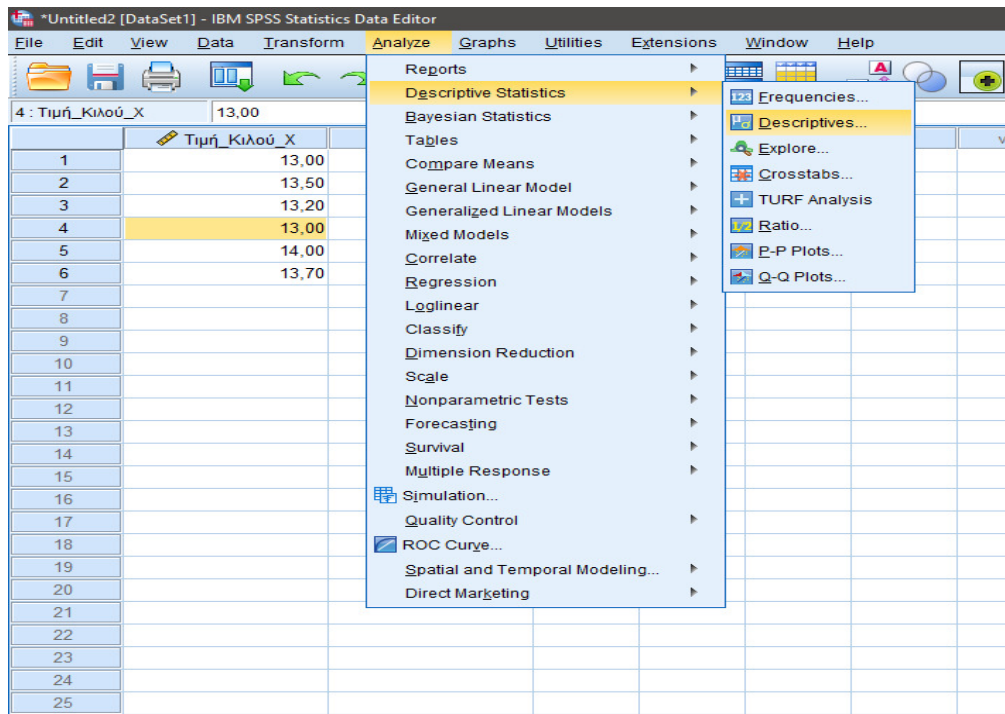 *Untitled2 [DataSet1] - IBM SPSS Statistics Data Editor
File Edit View Data Transform Analyze Graphs Utilities Extensions Window Help
4 : Τιμή_Κιλού_Χ 13,00
Τιμή_Κιλού_Χ
1 13,00
2 13,50
3 13,20
4 13,00
5 14,00
6 13,70
7
8
9
10
11
12
13
14
15
16
17
18
19
20
21
22
23
24
25
Reports
Descriptive Statistics
Bayesian Statistics
Tables
Compare Means
General Linear Model
Generalized Linear Models
Mixed Models
Correlate
Regression
Loglinear
Classify
Dimension Reduction
Scale
Nonparametric Tests
Forecasting
Survival
Multiple Response
Simulation...
Quality Control
ROC Curve...
Spatial and Temporal Modeling...
Direct Marketing
123 Frequencies...
Descriptives...
Explore...
Crosstabs...
TURF Analysis
1/2 Ratio...
P-P Plots...
Q-Q Plots...